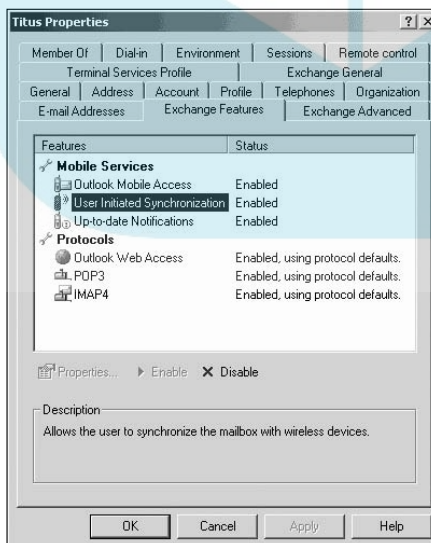 Titus Properties
Member Of Dial-in Environment Sessions Remote control
Terminal Services Profile Exchange General
General Address Account Profile Telephones Organization
E-mail Addresses Exchange Features Exchange Advanced
Features Status
Mobile Services
Outlook Mobile Access Enabled
User Initiated Synchronization Enabled
Up-to-date Notifications Enabled
Protocols
Outlook Web Access Enabled, using protocol defaults.
POP3 Enabled, using protocol defaults.
IMAP4 Enabled, using protocol defaults.
Properties... Enable Disable
Description
Allows the user to synchronize the mailbox with wireless devices.
OK Cancel Apply Help